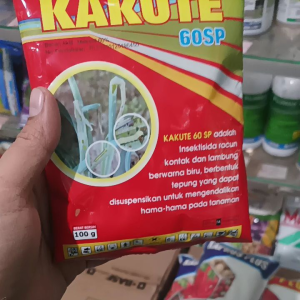 KAKUTE
60SP
KAKUTE 60 SP adalah
Insektisida racun
kontak dan lambung
berwarna biru, berbentuk
tepung yang dapat
disuspensikan untuk mengendalikan
hama-hama pada tanaman
100 g